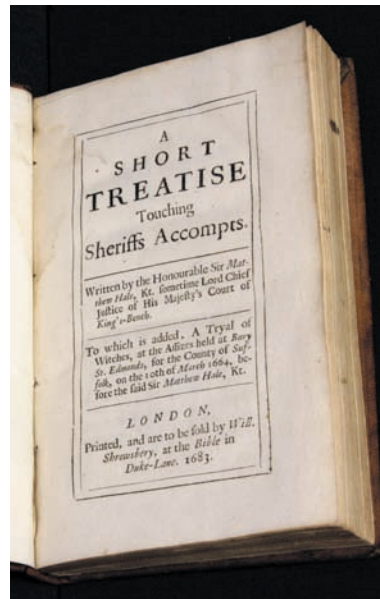 A
SHORT
TREATISE
Touching
Sheriffs Accompts.
Written by the Honourable Sir Mat-
thew Hale, Kt. sometime Lord Chief
Justice of His Majesty's Court of
King's-Bench.
To which is added, A Tryal of
Witches, at the Assizes held at Bury
St. Edmonds, for the County of Suf-
folk, on the 10th of March 1664, be-
fore the said Sir Matthew Hale, Kt.
LONDON,
Printed, and are to be sold by Will.
Shrewsbery, at the Bible in
Duke-Lane. 1683.